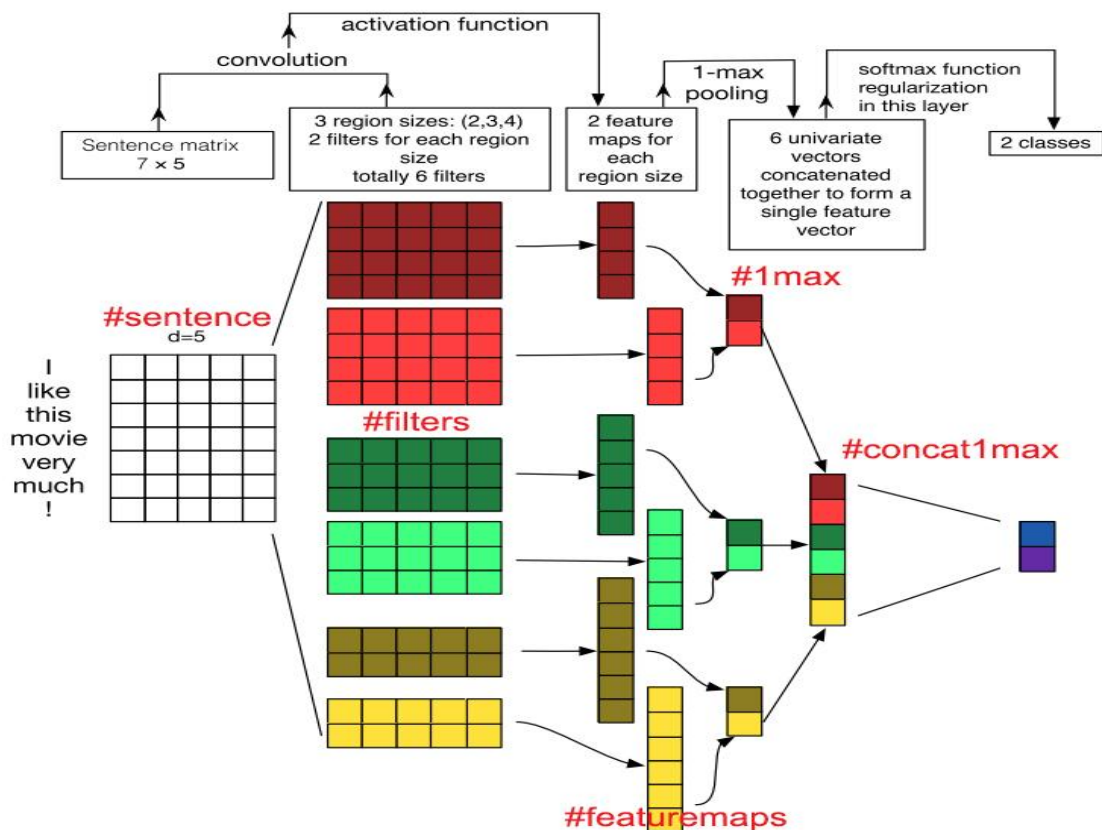 activation function
convolution
1-max
pooling
softmax function
regularization
in this layer
Sentence matrix
7 × 5
3 region sizes: (2,3,4)
2 filters for each region
size
totally 6 filters
2 feature
maps for
each
region size
6 univariate
vectors
concatenated
together to form a
single feature
vector
2 classes
#sentence
d=5
I
like
this
movie
very
much
!
#filters
#1max
#concat1max
#featuremaps